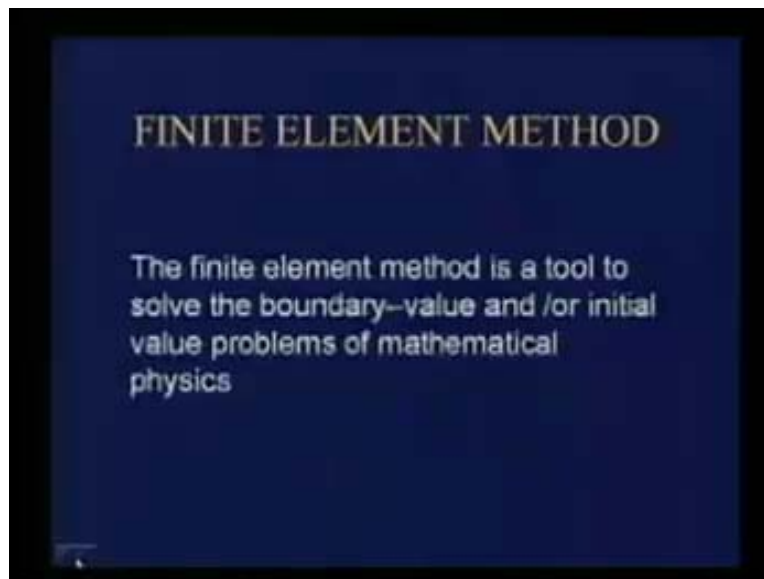 FINITE ELEMENT METHOD
The finite element method is a tool to
solve the boundary–value and /or initial
value problems of mathematical
physics